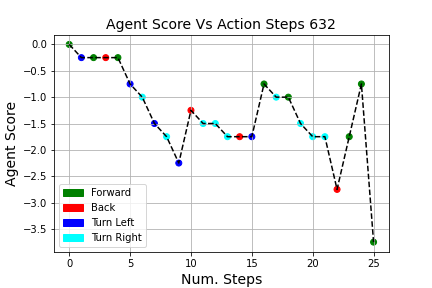 Agent Score Vs Action Steps 632
0.0
−0.5
−1.0
−1.5
−2.0
−2.5
−3.0
−3.5
Agent Score
Forward
Back
Turn Left
Turn Right
0 5 10 15 20 25
Num. Steps